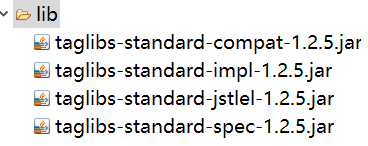 lib
taglibs-standard-compat-1.2.5.jar
taglibs-standard-impl-1.2.5.jar
taglibs-standard-jstlel-1.2.5.jar
taglibs-standard-spec-1.2.5.jar